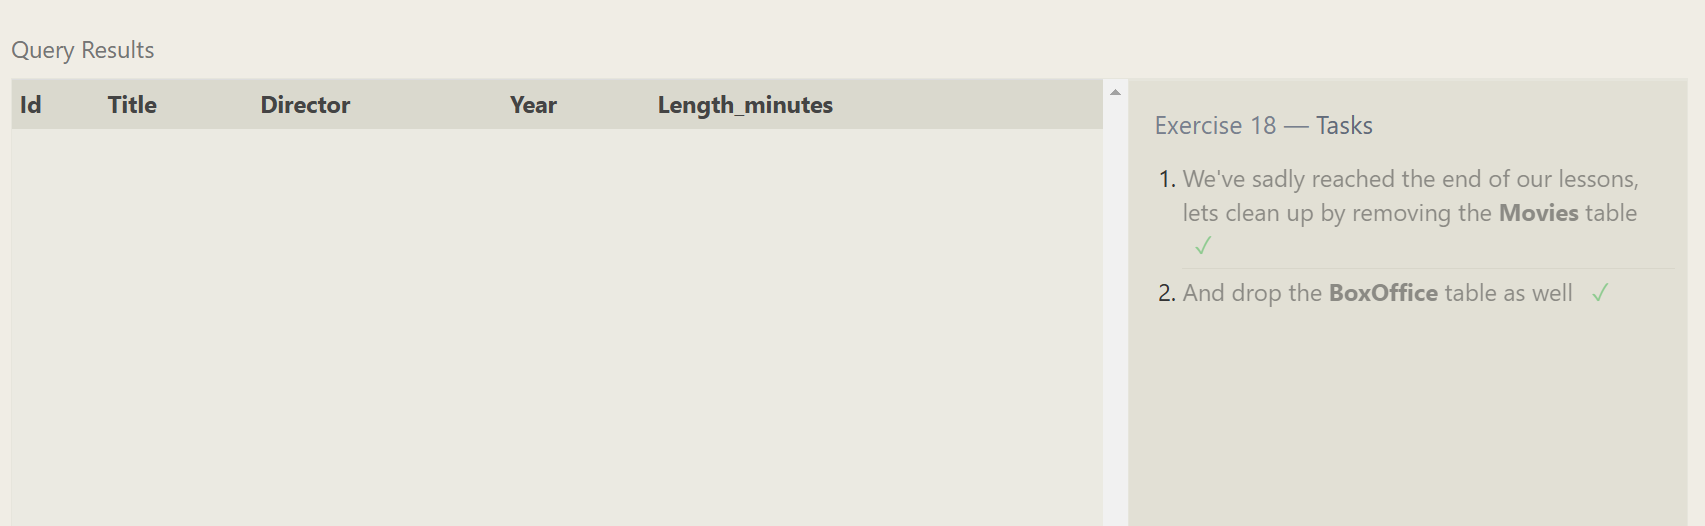 Query Results
Id Title Director Year Length_minutes
Exercise 18 — Tasks
1. We've sadly reached the end of our lessons,
lets clean up by removing the Movies table
✓
2. And drop the BoxOffice table as well ✓